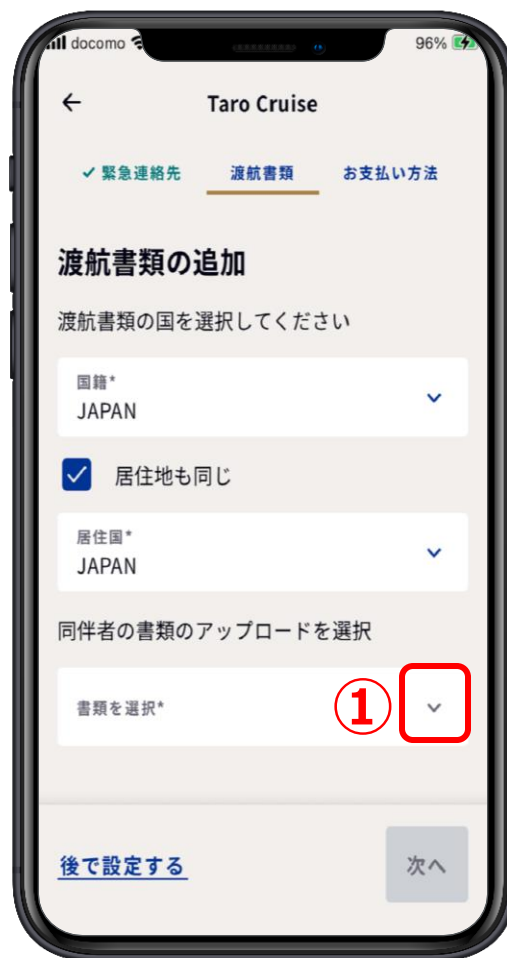 docomo 96%
Taro Cruise
緊急連絡先 渡航書類 お支払い方法
渡航書類の追加
渡航書類の国を選択してください
国籍*
JAPAN
居住地も同じ
居住国*
JAPAN
同伴者の書類のアップロードを選択
書類を選択* ①
後で設定する 次へ